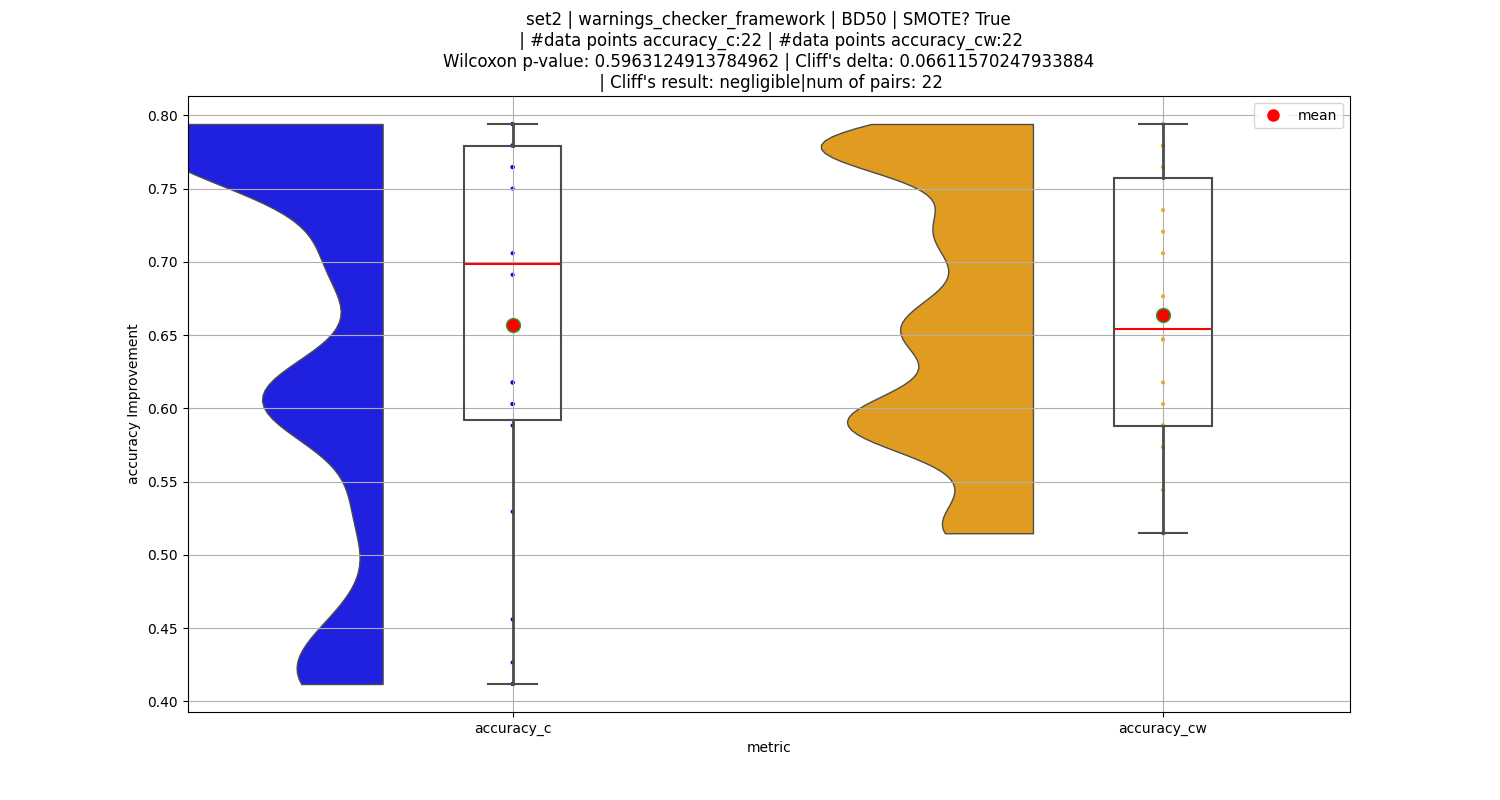 set2 | warnings_checker_framework | BD50 | SMOTE? True
| #data points accuracy_c:22 | #data points accuracy_cw:22
Wilcoxon p-value: 0.5963124913784962 | Cliff's delta: 0.06611570247933884
| Cliff's result: negligible|num of pairs: 22
mean
0.80
0.75
0.70
0.65
0.60
0.55
0.50
0.45
0.40
accuracy Improvement
accuracy_c
accuracy_cw
metric